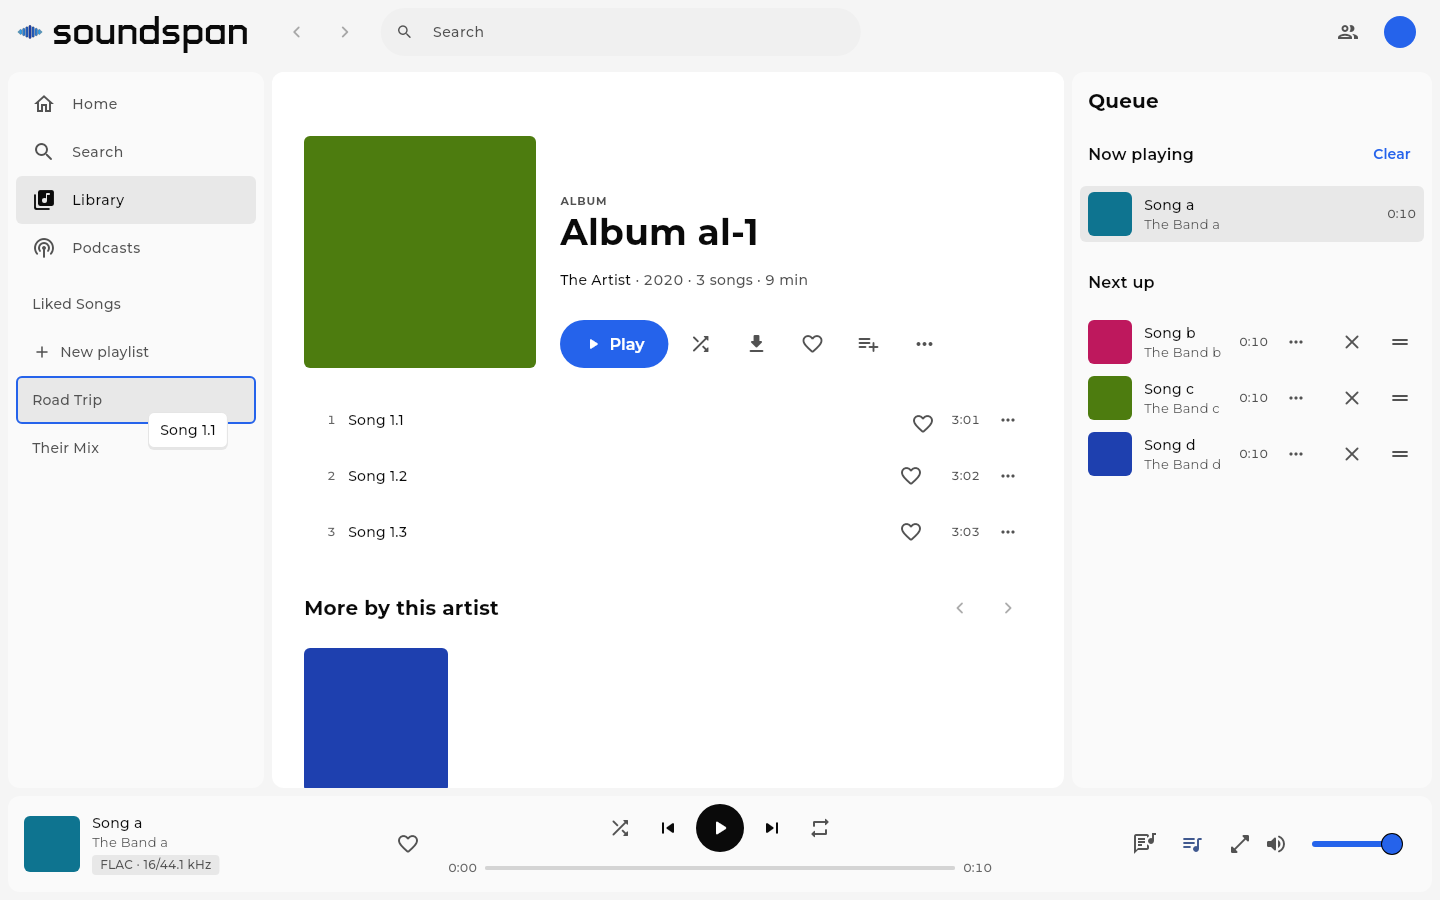 soundspan
Search
Home
Search
Library
Podcasts
Liked Songs
New playlist
Road Trip
Song 1.1
Their Mix
ALBUM
Album al-1
The Artist · 2020 · 3 songs · 9 min
Play
1 Song 1.1 3:01
2 Song 1.2 3:02
3 Song 1.3 3:03
More by this artist
Queue
Now playing Clear
Song a
The Band a
0:10
Next up
Song b
The Band b
0:10
Song c
The Band c
0:10
Song d
The Band d
0:10
Song a
The Band a
FLAC · 16/44.1 kHz
0:00 0:10